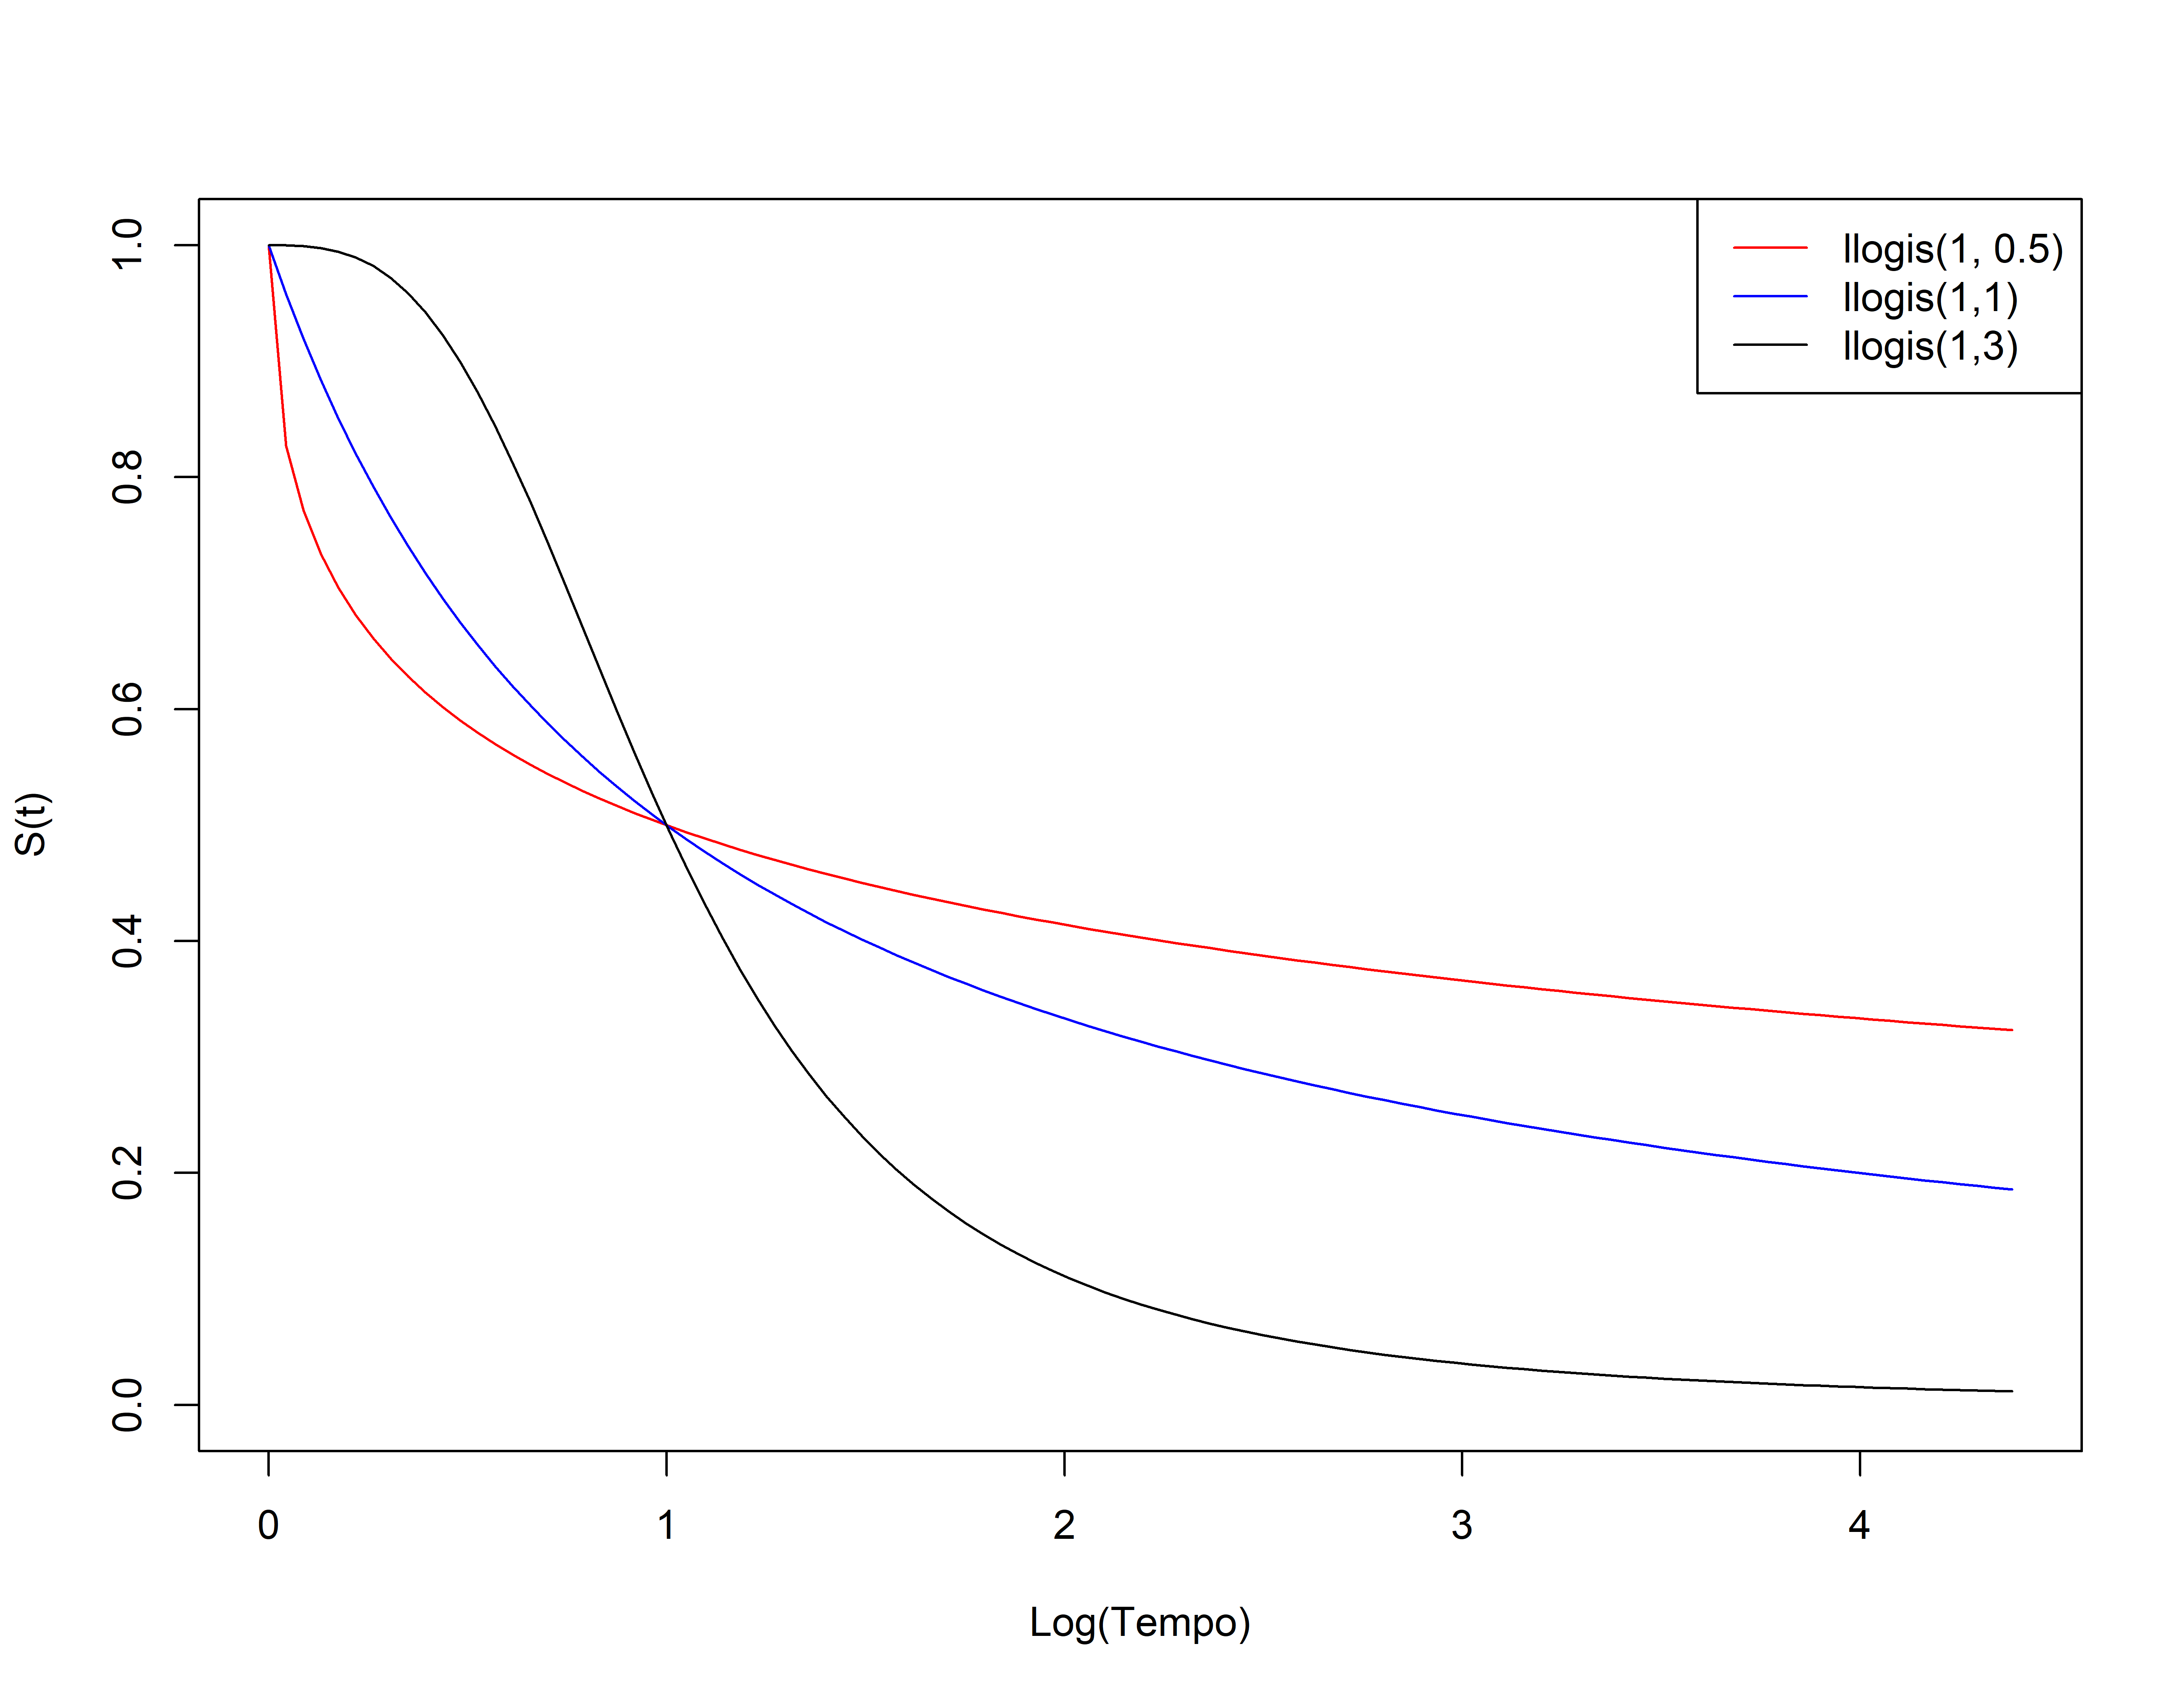 llogis(1, 0.5)
llogis(1,1)
llogis(1,3)
S(t)
1.0
0.8
0.6
0.4
0.2
0.0
0 1 2 3 4
Log(Tempo)